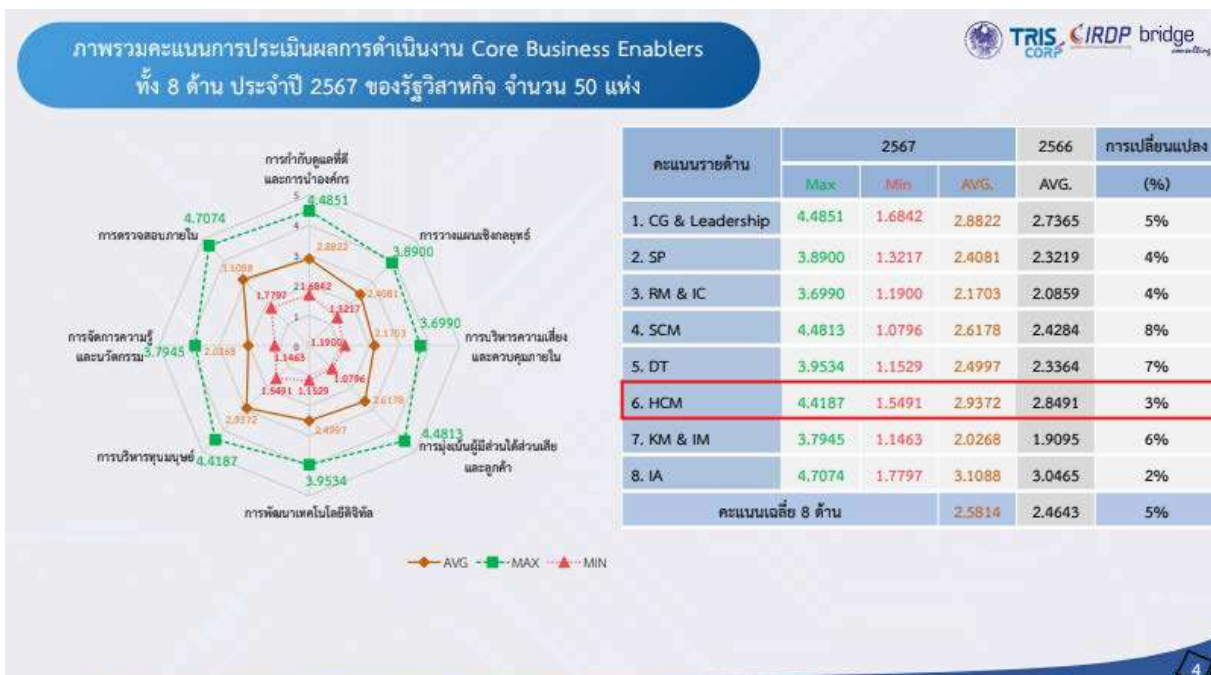 ภาพรวมคะแนนการประเมินผลการดำเนินงาน Core Business Enablers
ทั้ง 8 ด้าน ประจำปี 2567 ของรัฐวิสาหกิจ จำนวน 50 แห่ง
TRIS CORP IRDP bridge consulting
การกำกับดูแลที่ดี
และการนำองค์กร
5
4.4851
4.7074
การตรวจสอบภายใน
4
การวางแผนเชิงกลยุทธ์
3.8900
2.8822
3
3.1088
2
1.6842
1.7797
2.4081
1.3217
1
3.6990
การจัดการความรู้
และนวัตกรรม
3.7945
2.0268
0
1.1900
2.1703
การบริหารความเสี่ยง
และควบคุมภายใน
1.1463
1.0796
1.5491
1.1529
2.6178
2.9372
2.4997
4.4813
การมุ่งเน้นผู้มีส่วนได้ส่วนเสีย
และลูกค้า
การบริหารทุนมนุษย์
4.4187
3.9534
การพัฒนาเทคโนโลยีดิจิทัล
AVG MAX MIN
คะแนนรายด้าน 2567 2566 การเปลี่ยนแปลง
Max Min AVG. AVG. (%)
1. CG & Leadership 4.4851 1.6842 2.8822 2.7365 5%
2. SP 3.8900 1.3217 2.4081 2.3219 4%
3. RM & IC 3.6990 1.1900 2.1703 2.0859 4%
4. SCM 4.4813 1.0796 2.6178 2.4284 8%
5. DT 3.9534 1.1529 2.4997 2.3364 7%
6. HCM 4.4187 1.5491 2.9372 2.8491 3%
7. KM & IM 3.7945 1.1463 2.0268 1.9095 6%
8. IA 4.7074 1.7797 3.1088 3.0465 2%
คะแนนเฉลี่ย 8 ด้าน 2.5814 2.4643 5%
4